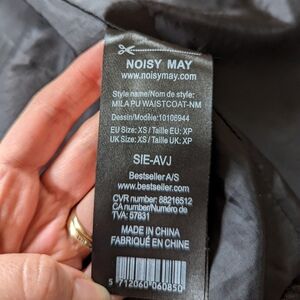 NOISY MAY
www.noisymay.com
Style name/Nom de style:
MILA PU WAISTCOAT-NM
Dessin/Modèle:10106944
EU Size: XS / Taille EU: XP
UK Size: XS / Taille UK: XP
SIE-AVJ
Bestseller A/S
www.bestseller.com
CVR number: 88216512
CA number/Numéro de
TVA: 57831
MADE IN CHINA
FABRIQUÉ EN CHINE
5 712060 060850